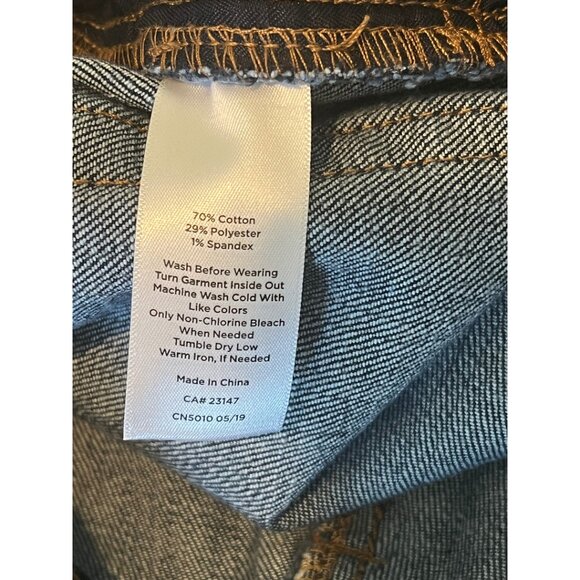 70% Cotton
29% Polyester
1% Spandex
Wash Before Wearing
Turn Garment Inside Out
Machine Wash Cold With
Like Colors
Only Non-Chlorine Bleach
When Needed
Tumble Dry Low
Warm Iron, If Needed
Made in China
CA# 23147
CN5010 05/19